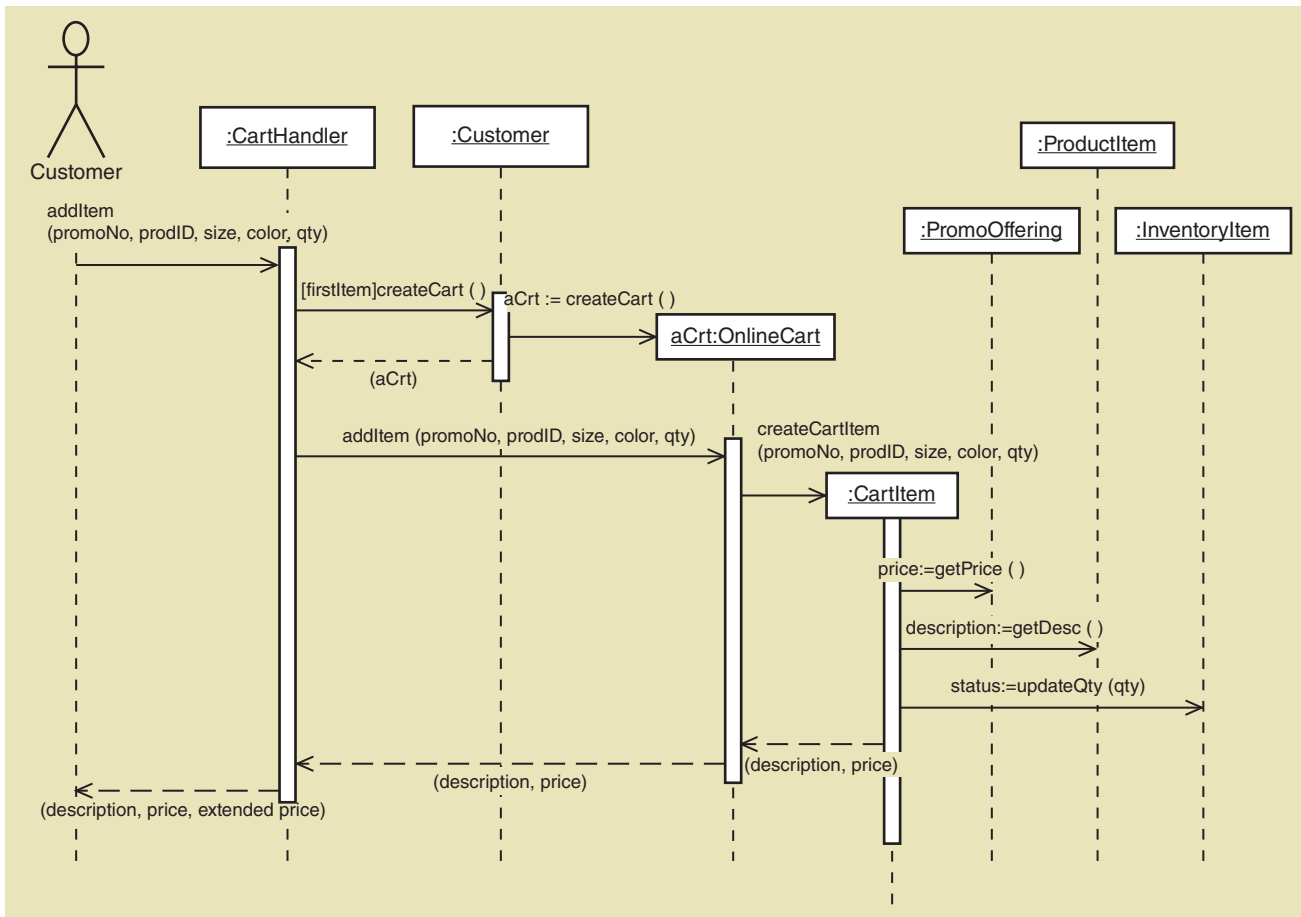 :CartHandler
:Customer
:ProductItem
Customer
addItem
(promoNo, prodID, size, color, qty)
:PromoOffering
:InventoryItem
[firstItem]createCart ( )
aCrt := createCart ( )
aCrt:OnlineCart
(aCrt)
addItem (promoNo, prodID, size, color, qty)
createCartItem
(promoNo, prodID, size, color, qty)
:CartItem
price:=getPrice ( )
description:=getDesc ( )
status:=updateQty (qty)
(description, price)
(description, price)
(description, price, extended price)